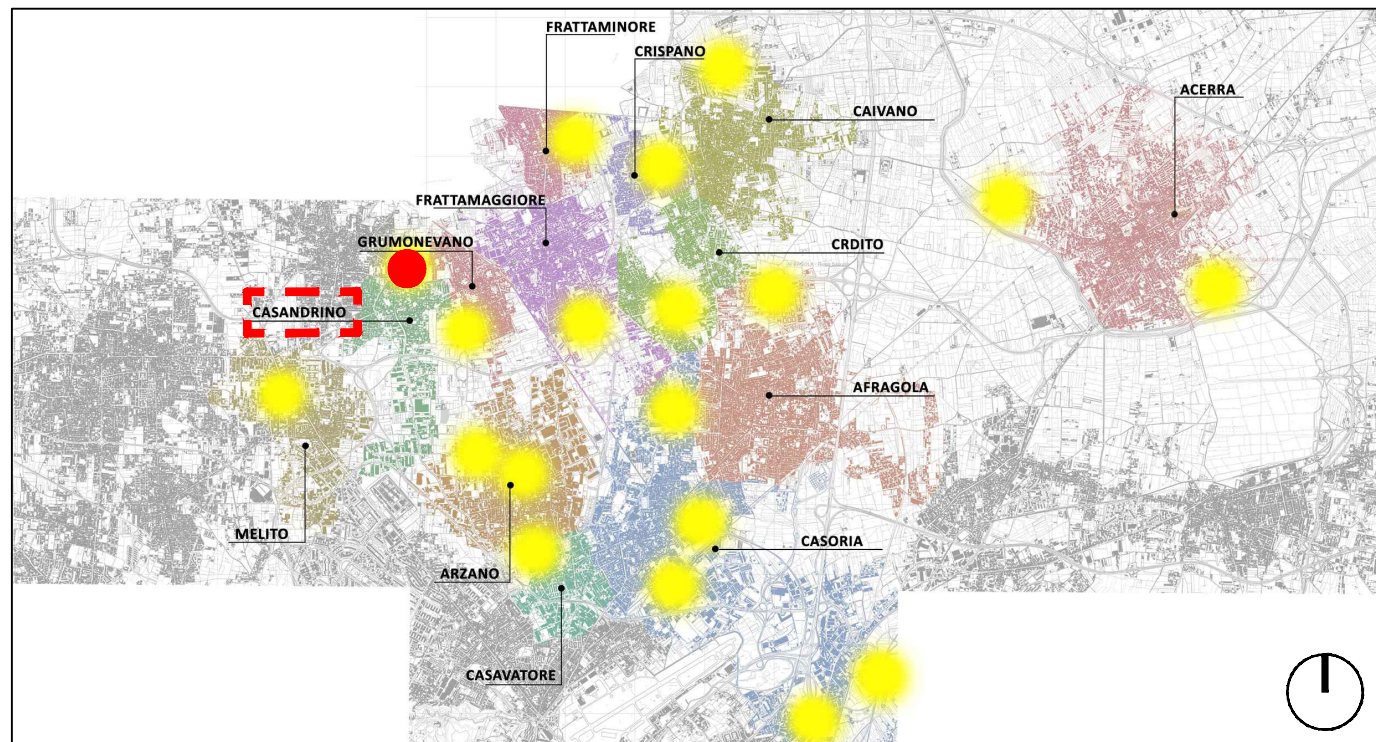 FRATTAMINORE
CRISPANO
ACERRA
CAIVANO
FRATTAMAGGIORE
GRUMONEVANO
CRDITO
CASANDRINO
AFRAGOLA
MELITO
CASORIA
ARZANO
CASAVATORE